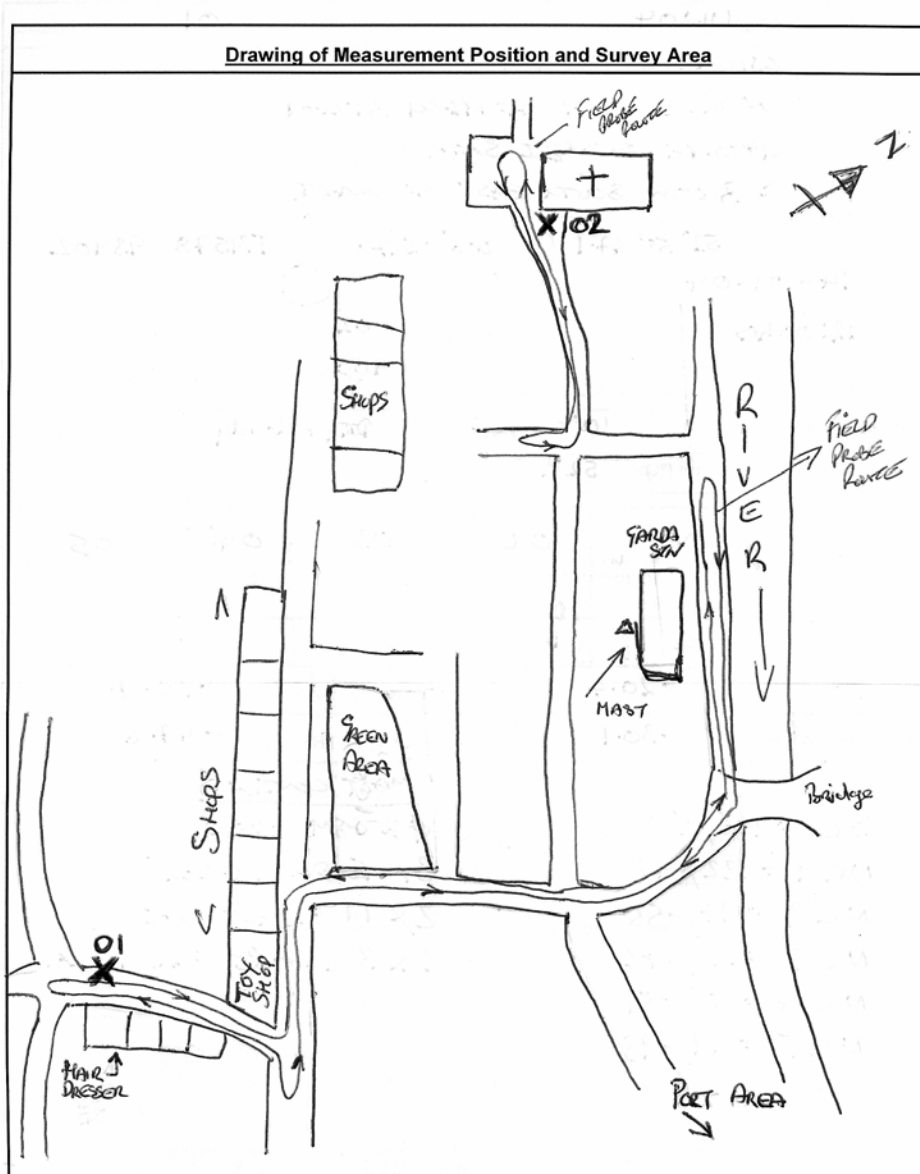 Drawing of Measurement Position and Survey Area
FIELD
PROBE
ROUTE
N
X 02
SHOPS
RIVER
FIELD
PROBE
ROUTE
GARDA
STN
MAST
GREEN
AREA
SHOPS
Bridge
01
X
TOY
SHOP
HAIR
DRESSER
PORT AREA